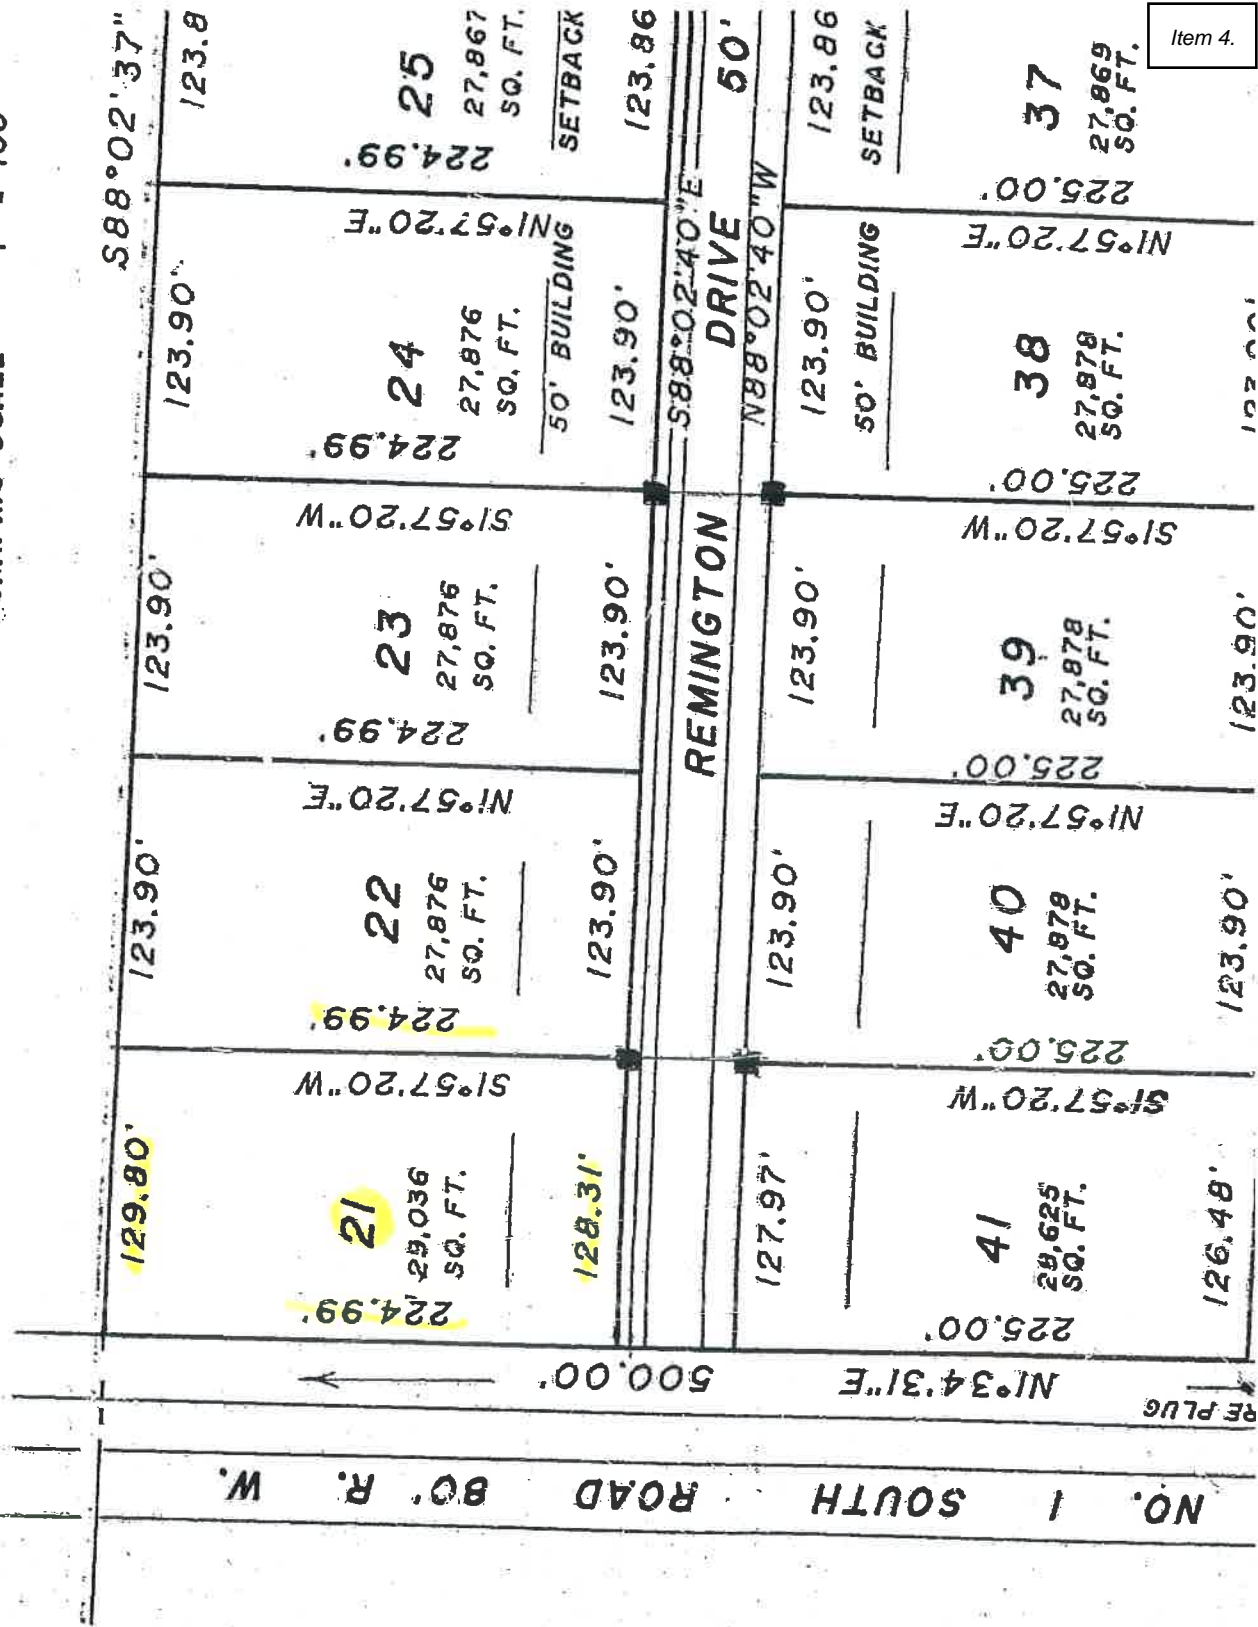 Item 4.
S88°02'37"
123.8
25
27,867
SQ. FT.
SETBACK
123.86
224.99'
N1°57'20"E
123.90'
24
27,876
SQ. FT.
50' BUILDING
123.90'
224.99'
S1°57'20"W
123.90'
23
27,876
SQ. FT.
123.90'
224.99'
N1°57'20"E
123.90'
22
27,876
SQ. FT.
123.90'
224.99'
S1°57'20"W
129.80'
21
29,036
SQ. FT.
128.31'
224.99'
S88°02'40"E
REMINGTON DRIVE 50'
N88°02'40"W
123.86
SETBACK
37
27,869
SQ. FT.
225.00'
N1°57'20"E
123.90'
50' BUILDING
38
27,878
SQ. FT.
225.00'
S1°57'20"W
123.90'
39
27,878
SQ. FT.
123.90'
225.00'
N1°57'20"E
123.90'
40
27,878
SQ. FT.
123.90'
225.00'
S1°57'20"W
127.97'
41
28,625
SQ. FT.
126.48'
225.00'
500.00'
N1°34'31"E
RE PLUG
NO. 1 SOUTH ROAD 80' R. W.